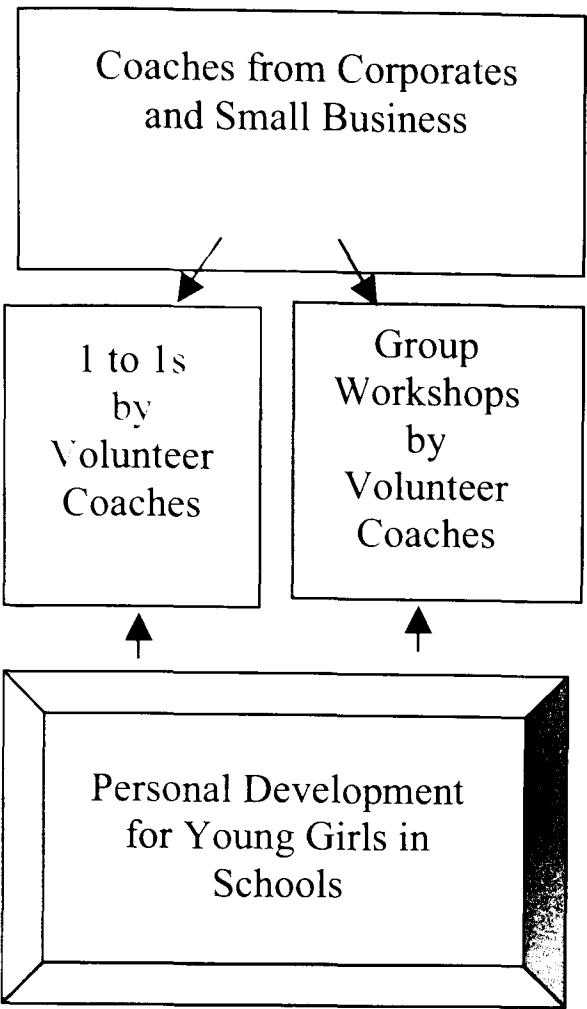 Coaches from Corporates
and Small Business
1 to 1s
by
Volunteer
Coaches
Group
Workshops
by
Volunteer
Coaches
Personal Development
for Young Girls in
Schools